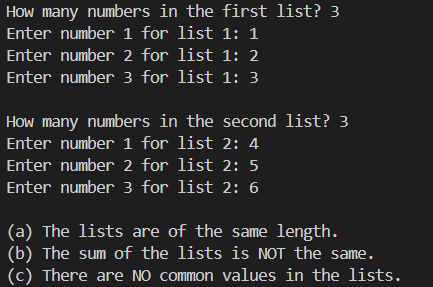 How many numbers in the first list? 3
Enter number 1 for list 1: 1
Enter number 2 for list 1: 2
Enter number 3 for list 1: 3
How many numbers in the second list? 3
Enter number 1 for list 2: 4
Enter number 2 for list 2: 5
Enter number 3 for list 2: 6
(a) The lists are of the same length.
(b) The sum of the lists is NOT the same.
(c) There are NO common values in the lists.